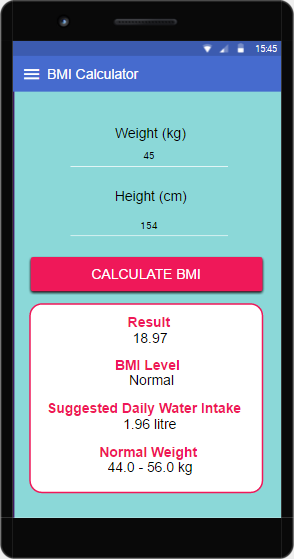 15:45
BMI Calculator
Weight (kg)
45
Height (cm)
154
CALCULATE BMI
Result
18.97
BMI Level
Normal
Suggested Daily Water Intake
1.96 litre
Normal Weight
44.0 - 56.0 kg